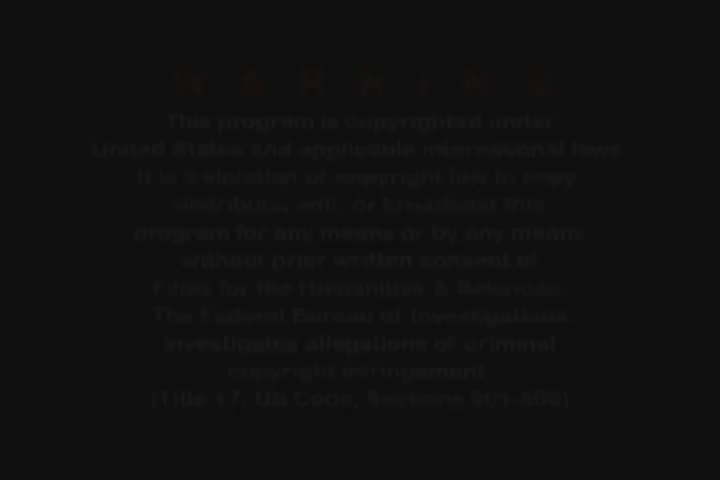 WARNING
This program is copyrighted under
United States and applicable international laws
It is a violation of copyright law to copy,
distribute, edit, or broadcast this
program for any means or by any means
without prior written consent of
Films for the Humanities & Sciences.
The Federal Bureau of Investigations
investigates allegations of criminal
copyright infringement
(Title 17, US Code, Sections 501-506)